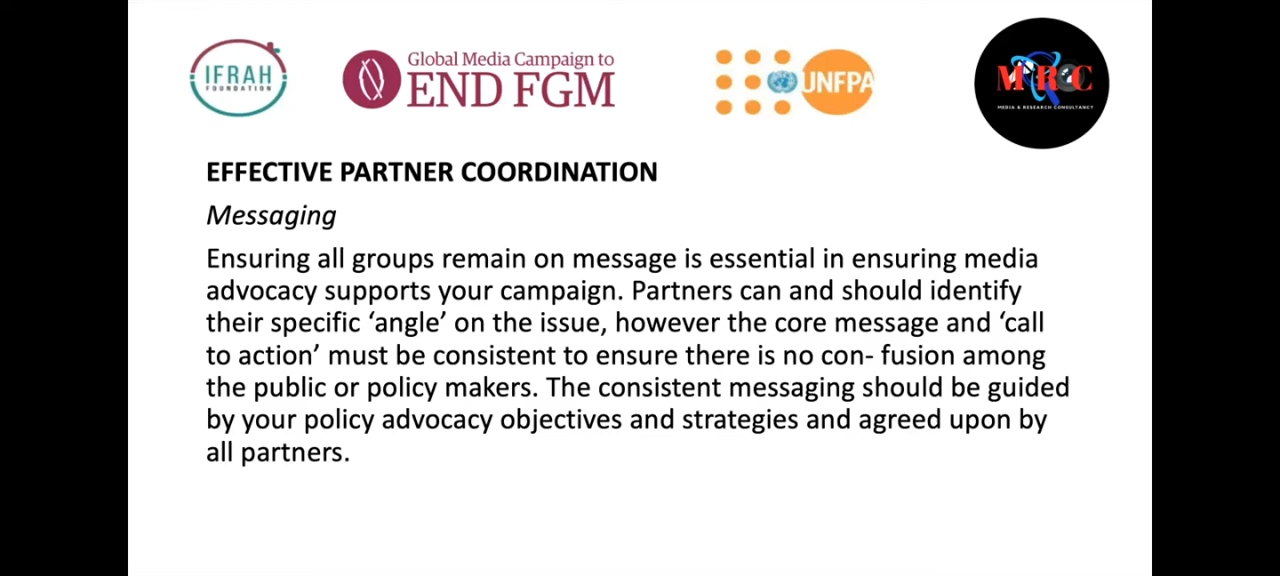 IFRAH
FOUNDATION
Global Media Campaign to
END FGM
UNFPA
MRC
MEDIA & RESEARCH CONSULTANCY
EFFECTIVE PARTNER COORDINATION
Messaging
Ensuring all groups remain on message is essential in ensuring media
advocacy supports your campaign. Partners can and should identify
their specific ‘angle’ on the issue, however the core message and ‘call
to action’ must be consistent to ensure there is no con- fusion among
the public or policy makers. The consistent messaging should be guided
by your policy advocacy objectives and strategies and agreed upon by
all partners.